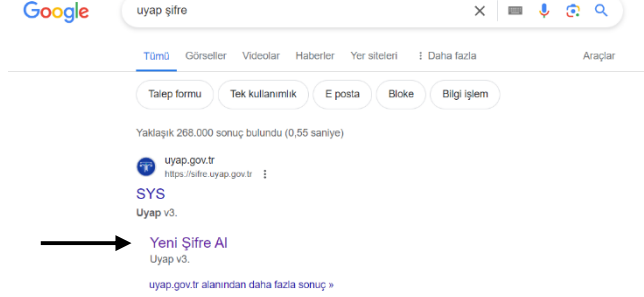 Google
uyap şifre
Tümü Görseller Videolar Haberler Yer siteleri Daha fazla Araçlar
Talep formu Tek kullanımlık E posta Bloke Bilgi işlem
Yaklaşık 268.000 sonuç bulundu (0,55 saniye)
uyap.gov.tr
https://sifre.uyap.gov.tr
SYS
Uyap v3.
Yeni Şifre Al
Uyap v3.
uyap.gov.tr alanından daha fazla sonuç »